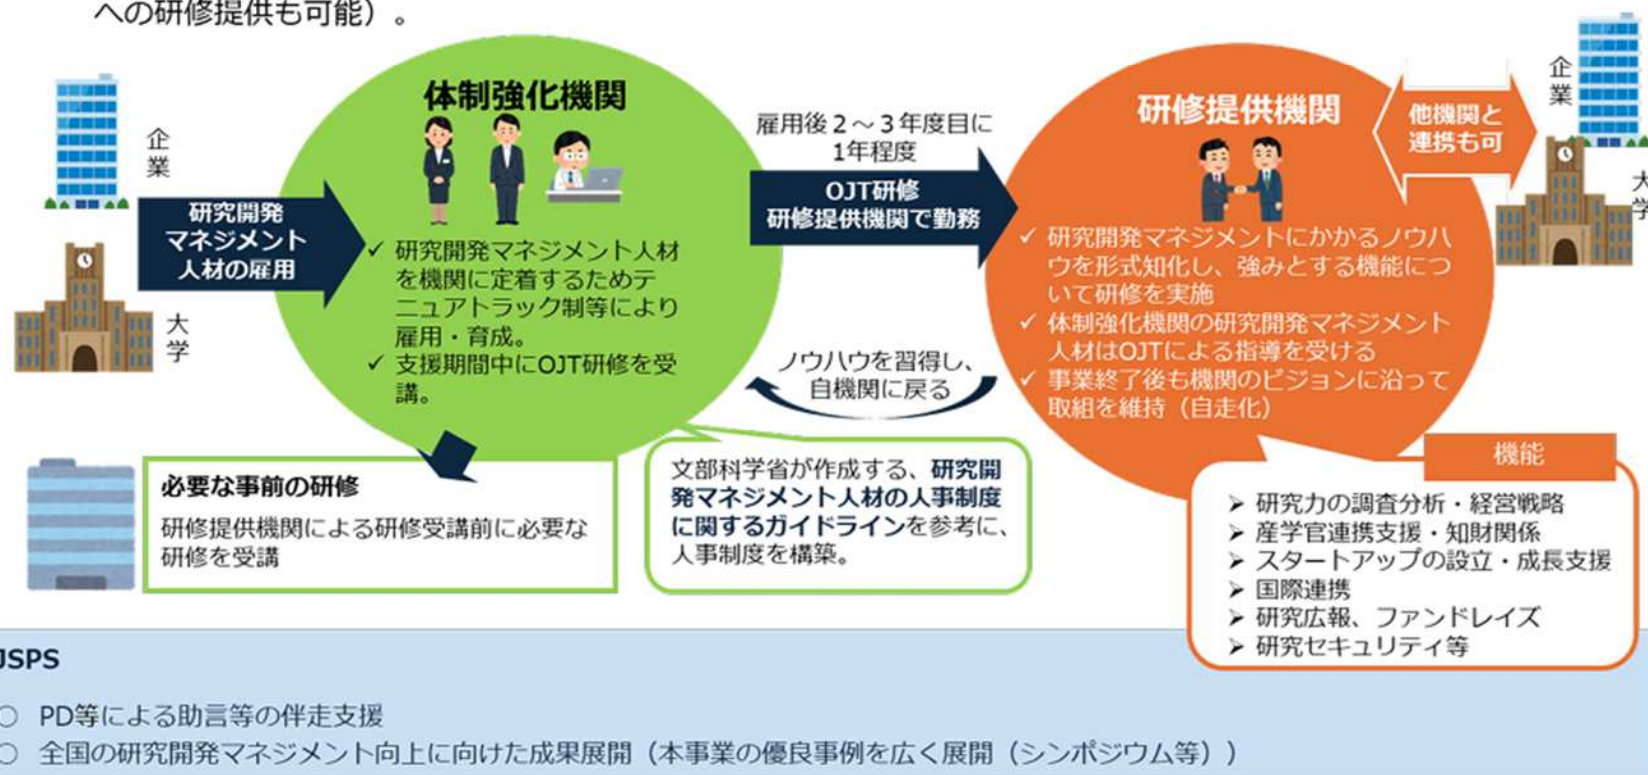 への研修提供も可能）。
企業
大学
研究開発
マネジメント
人材の雇用
体制強化機関
✓ 研究開発マネジメント人材
を機関に定着するためテ
ニュアトラック制等により
雇用・育成。
✓ 支援期間中にOJT研修を受
講。
雇用後２～３年度目に
1年程度
OJT研修
研修提供機関で勤務
ノウハウを習得し、
自機関に戻る
研修提供機関
他機関と
連携も可
企業
大学
✓ 研究開発マネジメントにかかるノウハ
ウを形式知化し、強みとする機能につ
いて研修を実施
✓ 体制強化機関の研究開発マネジメント
人材はOJTによる指導を受ける
✓ 事業終了後も機関のビジョンに沿って
取組を維持（自走化）
必要な事前の研修
研修提供機関による研修受講前に必要な
研修を受講
文部科学省が作成する、研究開
発マネジメント人材の人事制度
に関するガイドラインを参考に、
人事制度を構築。
機能
➢ 研究力の調査分析・経営戦略
➢ 産学官連携支援・知財関係
➢ スタートアップの設立・成長支援
➢ 国際連携
➢ 研究広報、ファンドレイズ
➢ 研究セキュリティ等
JSPS
○ PD等による助言等の伴走支援
○ 全国の研究開発マネジメント向上に向けた成果展開（本事業の優良事例を広く展開（シンポジウム等））